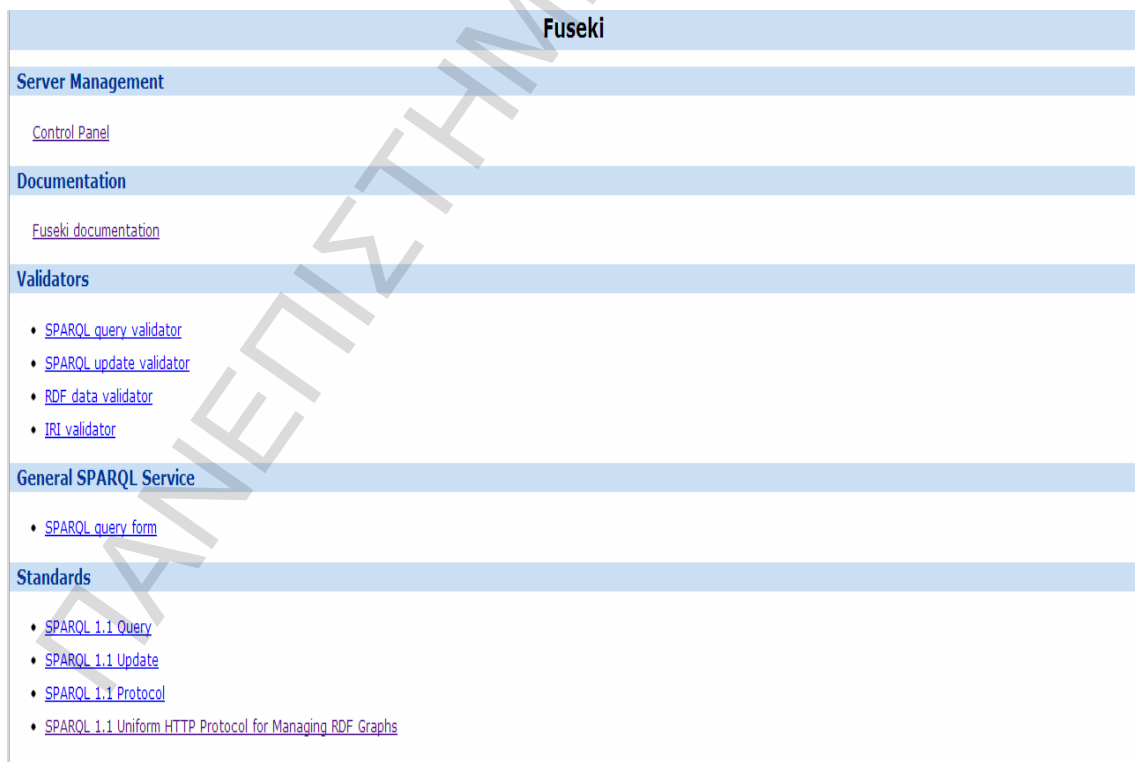 Fuseki
Server Management
Control Panel
Documentation
Fuseki documentation
Validators
• SPARQL query validator
• SPARQL update validator
• RDF data validator
• IRI validator
General SPARQL Service
• SPARQL query form
Standards
• SPARQL 1.1 Query
• SPARQL 1.1 Update
• SPARQL 1.1 Protocol
• SPARQL 1.1 Uniform HTTP Protocol for Managing RDF Graphs